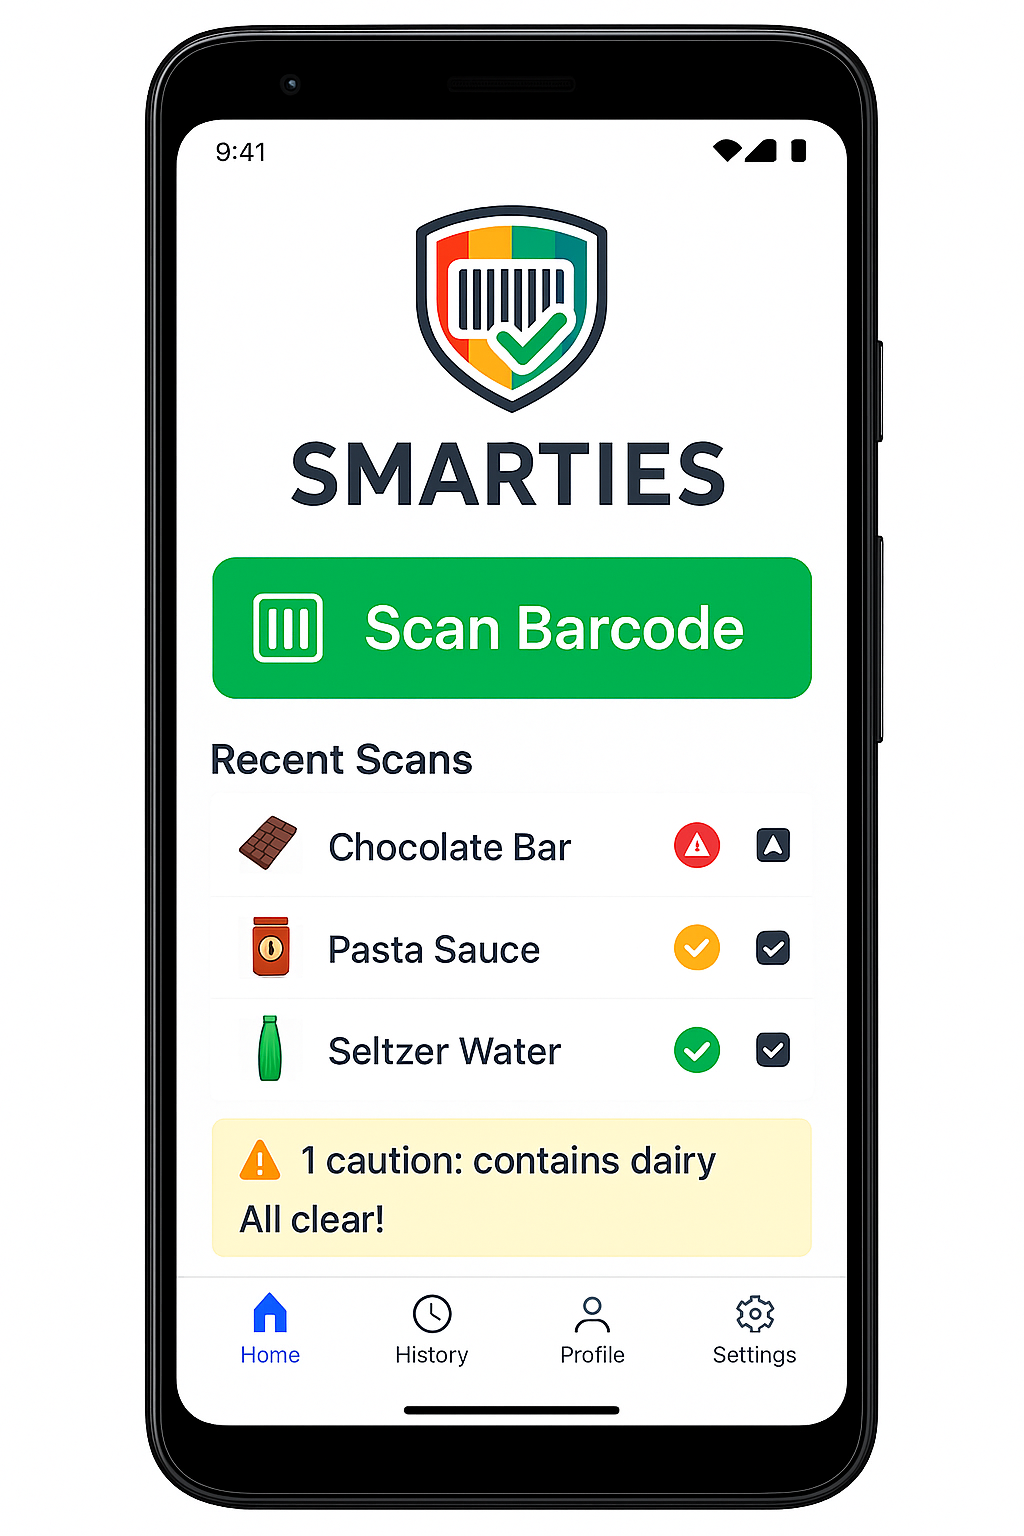 9:41
SMARTIES
Scan Barcode
Recent Scans
Chocolate Bar
Pasta Sauce
Seltzer Water
1 caution: contains dairy
All clear!
Home History Profile Settings